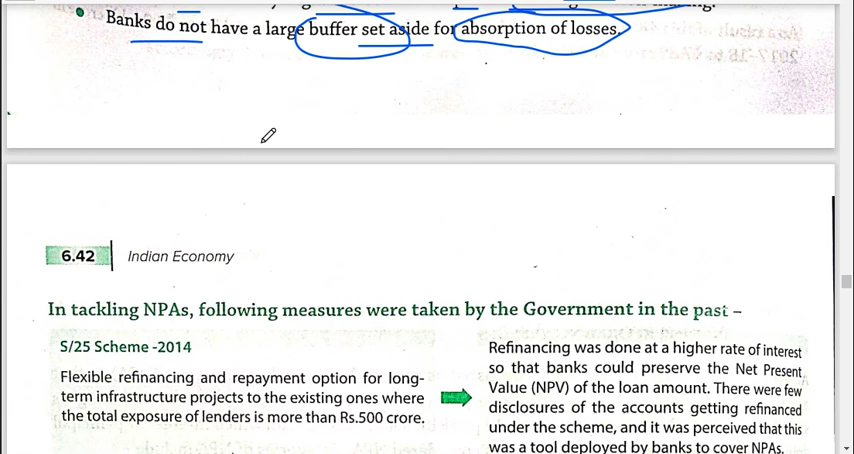 Banks do not have a large buffer set aside for absorption of losses.
6.42
Indian Economy
In tackling NPAs, following measures were taken by the Government in the past –
S/25 Scheme -2014
Flexible refinancing and repayment option for long-
term infrastructure projects to the existing ones where
the total exposure of lenders is more than Rs.500 crore.
Refinancing was done at a higher rate of interest
so that banks could preserve the Net Present
Value (NPV) of the loan amount. There were few
disclosures of the accounts getting refinanced
under the scheme, and it was perceived that this
was a tool deployed by banks to cover NPAs.